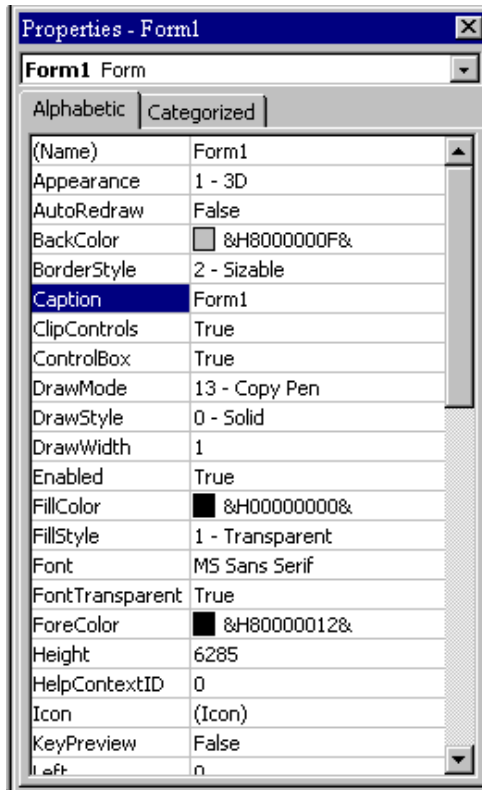 Properties - Form1
Form1 Form
Alphabetic Categorized
(Name) Form1
Appearance 1 - 3D
AutoRedraw False
BackColor &H8000000F&
BorderStyle 2 - Sizable
Caption Form1
ClipControls True
ControlBox True
DrawMode 13 - Copy Pen
DrawStyle 0 - Solid
DrawWidth 1
Enabled True
FillColor &H00000000&
FillStyle 1 - Transparent
Font MS Sans Serif
FontTransparent True
ForeColor &H80000012&
Height 6285
HelpContextID 0
Icon (Icon)
KeyPreview False
Left 0